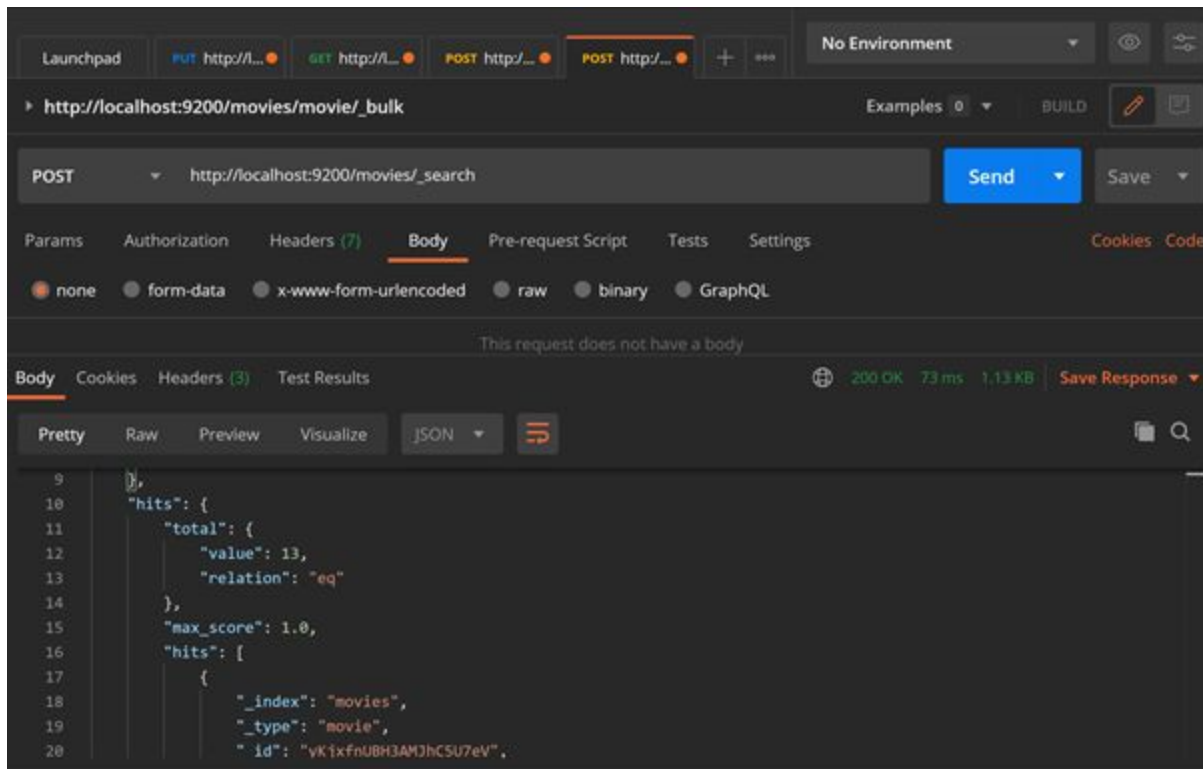 Launchpad PUT http://l... GET http://l... POST http:/... POST http:/... No Environment
http://localhost:9200/movies/movie/_bulk Examples 0 BUILD
POST http://localhost:9200/movies/_search Send Save
Params Authorization Headers (7) Body Pre-request Script Tests Settings Cookies Code
none form-data x-www-form-urlencoded raw binary GraphQL
This request does not have a body
Body Cookies Headers (3) Test Results 200 OK 73 ms 1.13 KB Save Response
Pretty Raw Preview Visualize JSON
9 },
10 "hits": {
11 "total": {
12 "value": 13,
13 "relation": "eq"
14 },
15 "max_score": 1.0,
16 "hits": [
17 {
18 "_index": "movies",
19 "_type": "movie",
20 "_id":